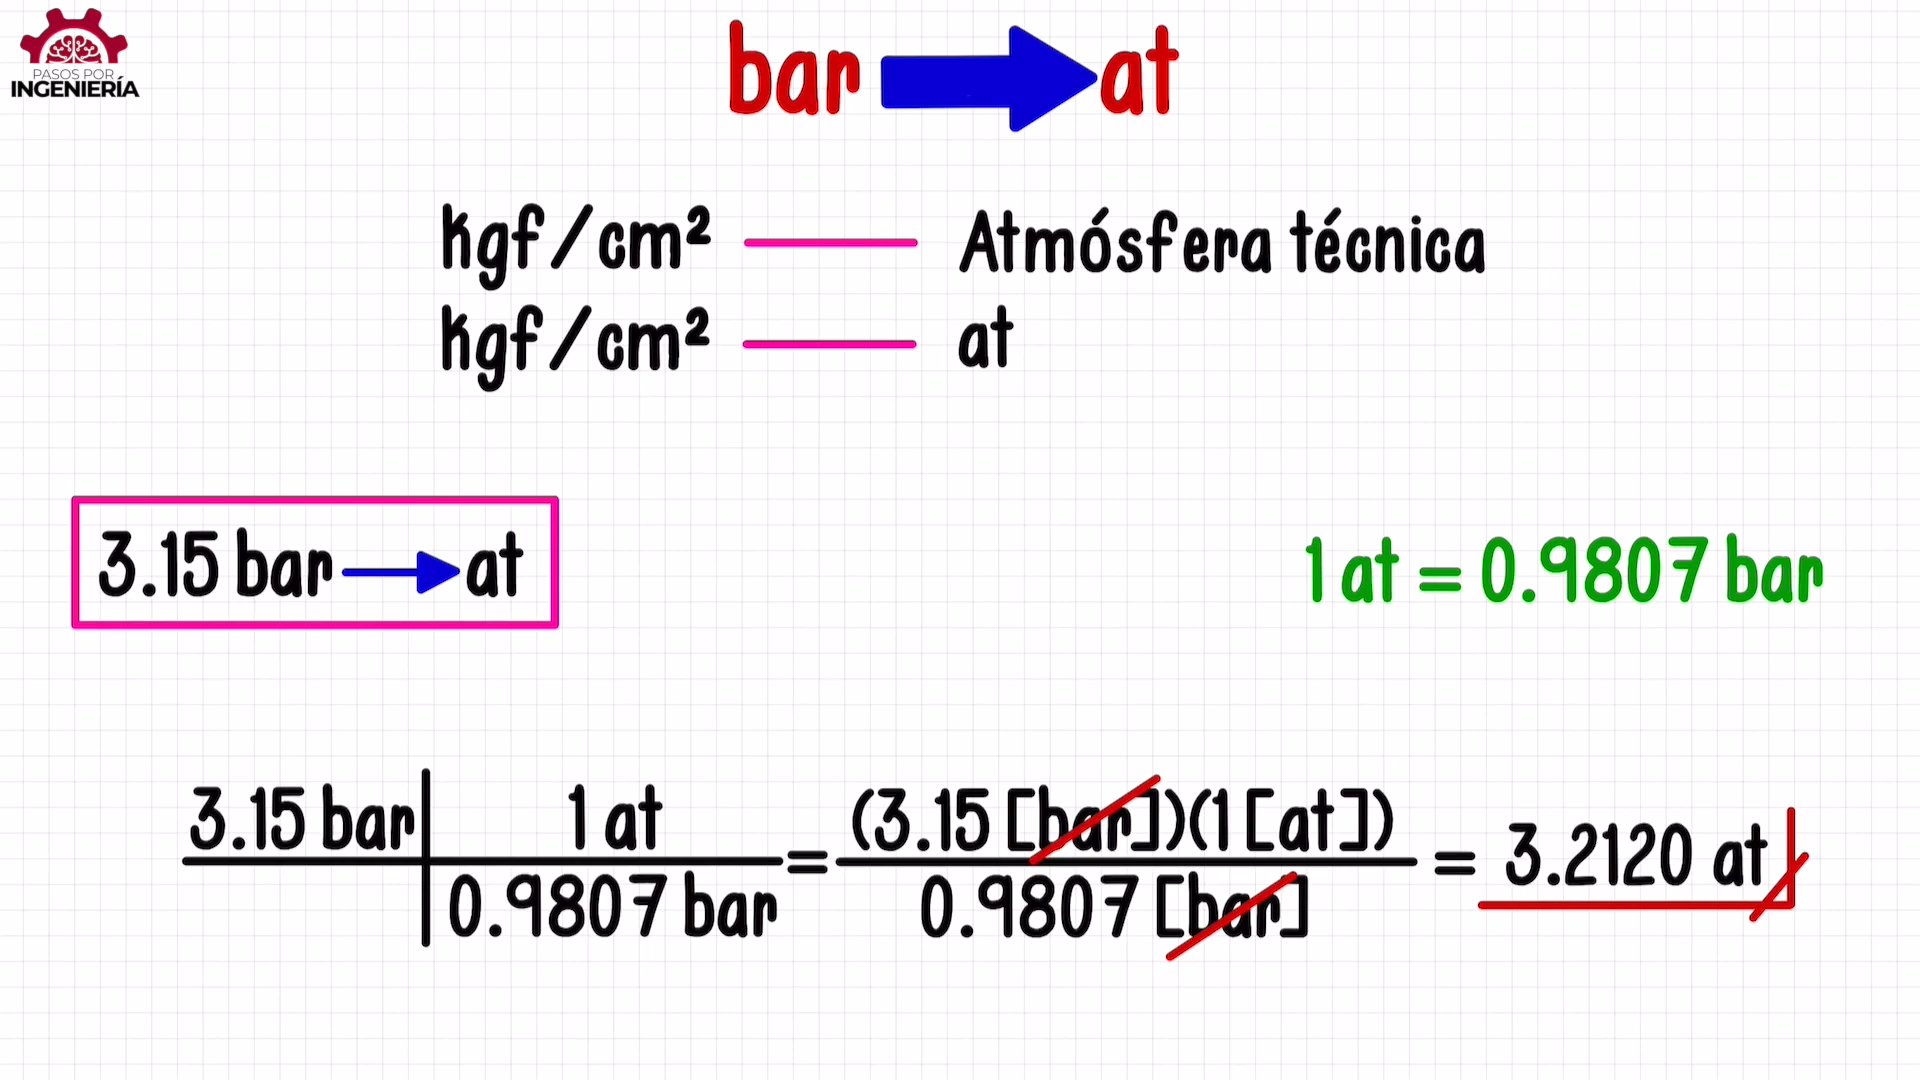 PASOS POR
INGENIERÍA
bar at
kgf/cm² Atmósfera técnica
kgf/cm² at
3.15 bar at
1 at = 0.9807 bar
3.15 bar 1 at
0.9807 bar
=
(3.15 [bar])(1 [at])
0.9807 [bar]
= 3.2120 at